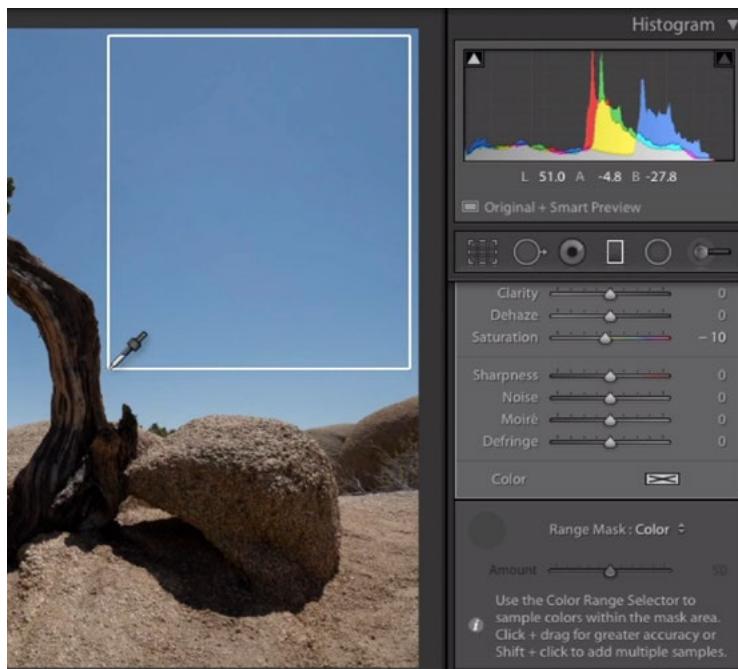 Histogram
L 51.0 A -4.8 B -27.8
Original + Smart Preview
Clarity 0
Dehaze 0
Saturation – 10
Sharpness 0
Noise 0
Moiré 0
Defringe 0
Color
Range Mask : Color
Amount 50
Use the Color Range Selector to
sample colors within the mask area.
Click + drag for greater accuracy or
Shift + click to add multiple samples.